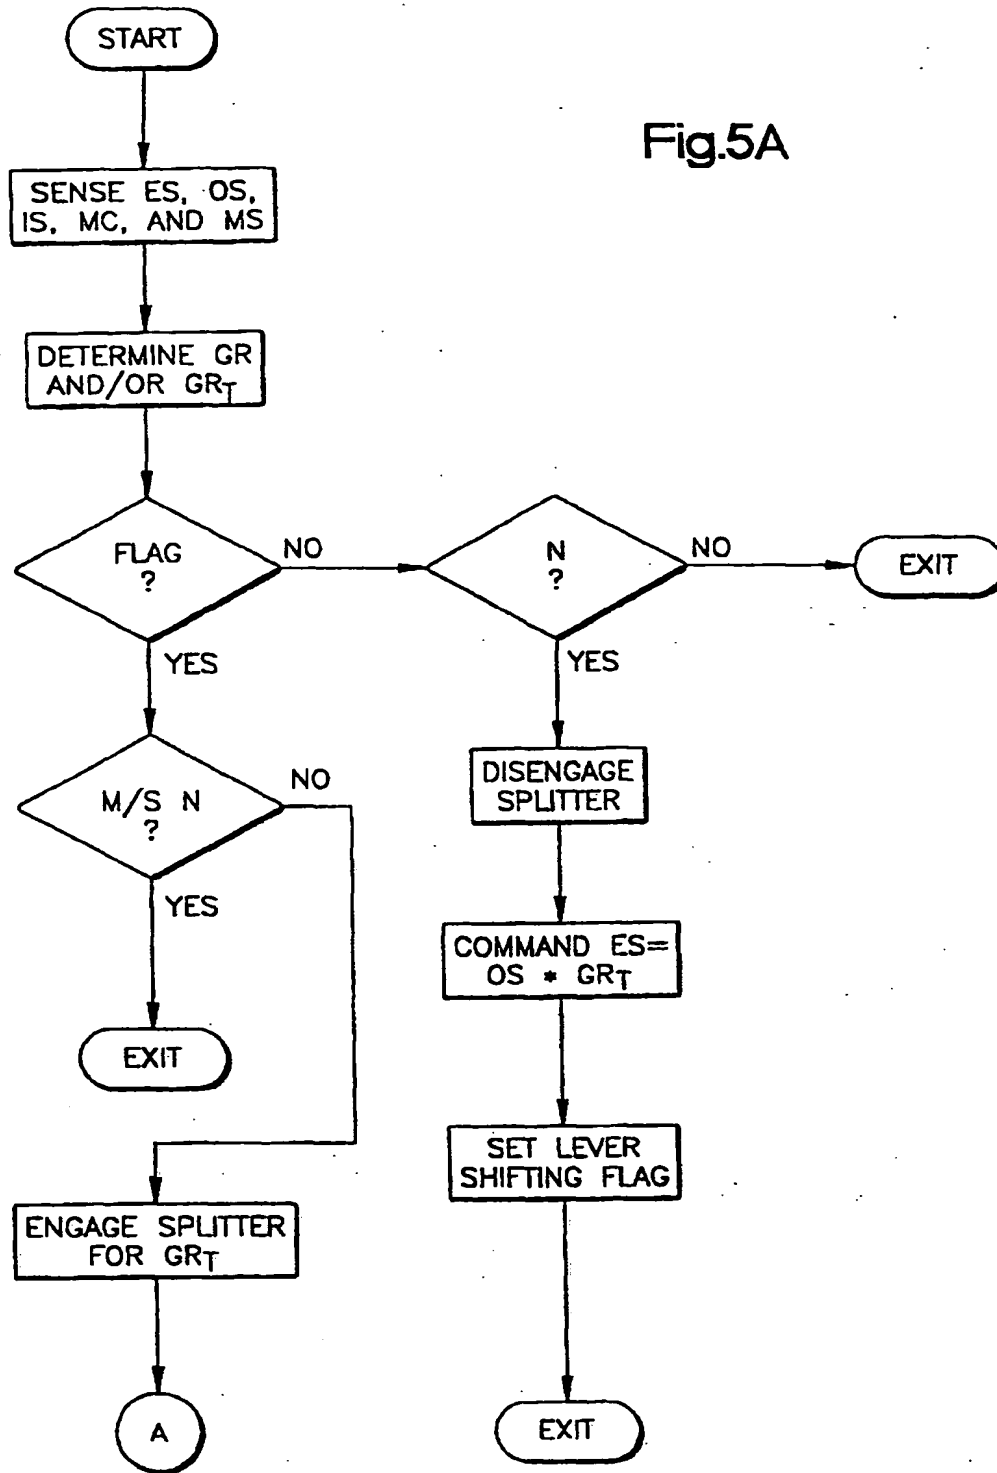 START
Fig.5A
SENSE ES, OS,
IS, MC, AND MS
DETERMINE GR
AND/OR GRT
FLAG
?
NO
YES
N
?
NO
EXIT
YES
M/S N
?
NO
YES
EXIT
DISENGAGE
SPLITTER
COMMAND ES=
OS * GRT
SET LEVER
SHIFTING FLAG
EXIT
ENGAGE SPLITTER
FOR GRT
A